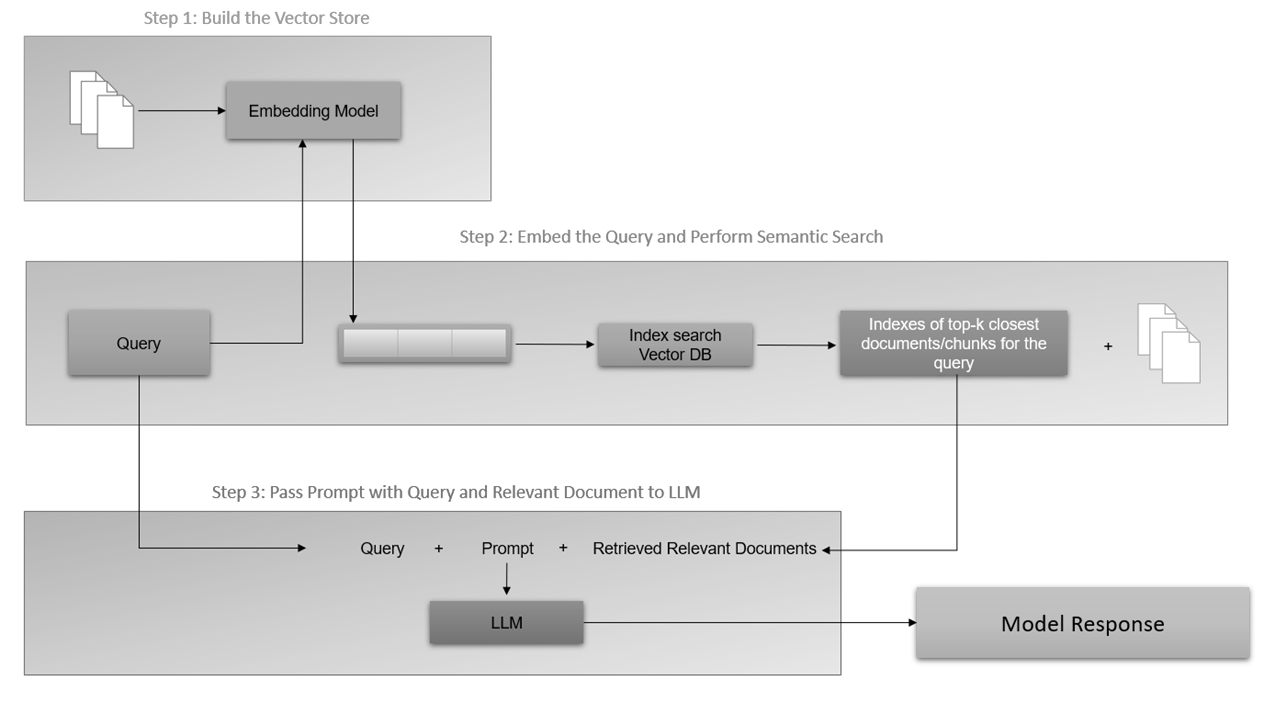 Step 1: Build the Vector Store
Embedding Model
Step 2: Embed the Query and Perform Semantic Search
Query
Index search
Vector DB
Indexes of top-k closest
documents/chunks for the
query
+
Step 3: Pass Prompt with Query and Relevant Document to LLM
Query + Prompt + Retrieved Relevant Documents
LLM
Model Response